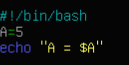 #!/bin/bash
A=5
echo "A = $A"